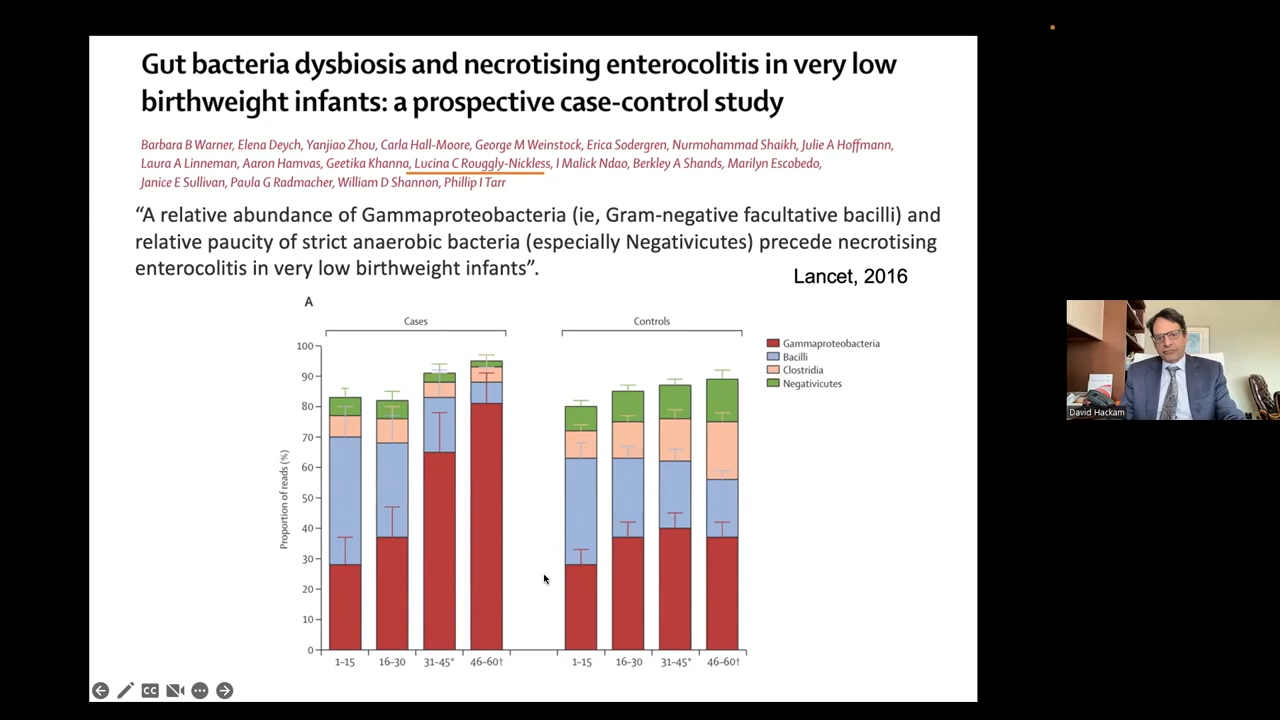 Gut bacteria dysbiosis and necrotising enterocolitis in very low
birthweight infants: a prospective case-control study
Barbara B Warner, Elena Deych, Yanjiao Zhou, Carla Hall-Moore, George M Weinstock, Erica Sodergren, Nurmohammad Shaikh, Julie A Hoffmann,
Laura A Linneman, Aaron Hamvas, Geetika Khanna, Lucina C Rouggly-Nickless, I Malick Ndao, Berkley A Shands, Marilyn Escobedo,
Janice E Sullivan, Paula G Radmacher, William D Shannon, Phillip I Tarr
“A relative abundance of Gammaproteobacteria (ie, Gram-negative facultative bacilli) and
relative paucity of strict anaerobic bacteria (especially Negativicutes) precede necrotising
enterocolitis in very low birthweight infants”.
Lancet, 2016
A
Cases
Controls
100
90
80
70
60
50
40
30
20
10
0
Proportion of reads (%)
1–15
16–30
31–45*
46–60†
1–15
16–30
31–45*
46–60†
Gammaproteobacteria
Bacilli
Clostridia
Negativicutes
CC
David Hackam